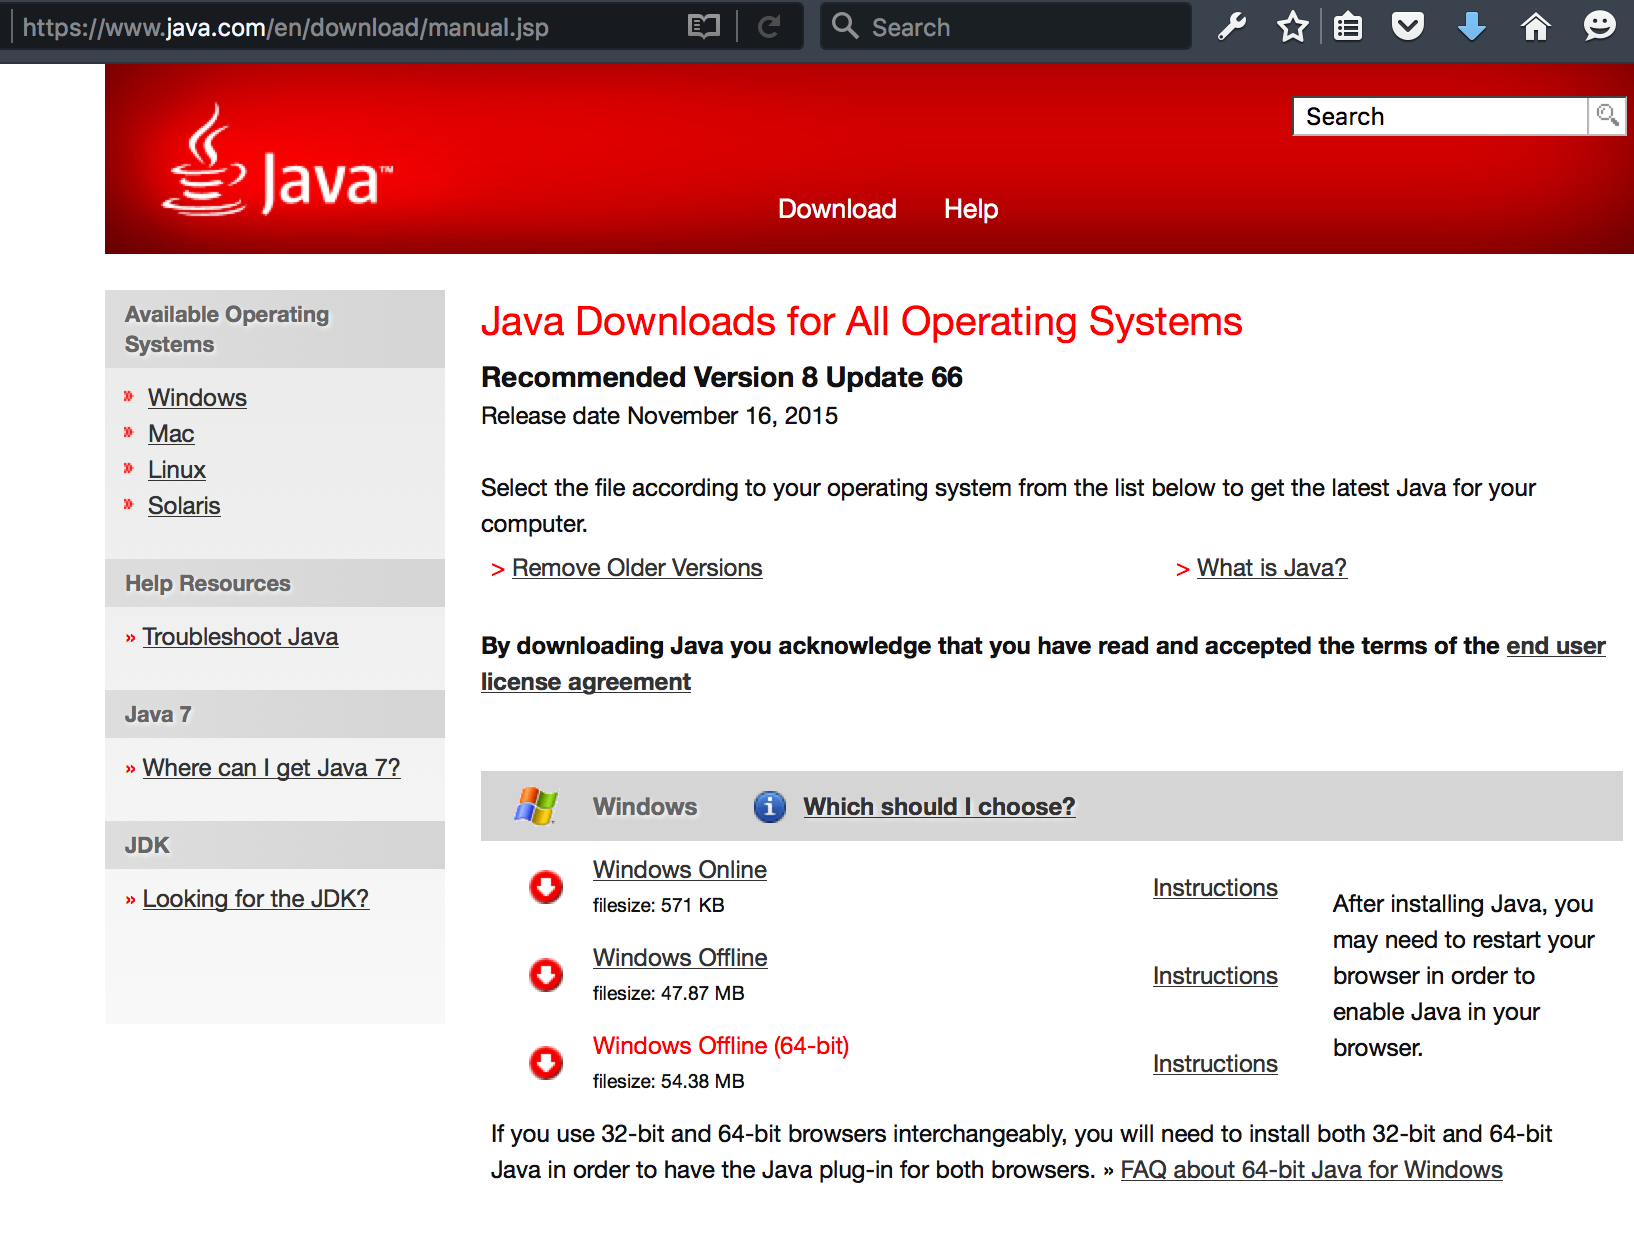 https://www.java.com/en/download/manual.jsp
Search
Java™
Search
Download Help
Available Operating
Systems
Windows
Mac
Linux
Solaris
Help Resources
» Troubleshoot Java
Java 7
» Where can I get Java 7?
JDK
» Looking for the JDK?
Java Downloads for All Operating Systems
Recommended Version 8 Update 66
Release date November 16, 2015
Select the file according to your operating system from the list below to get the latest Java for your
computer.
> Remove Older Versions
> What is Java?
By downloading Java you acknowledge that you have read and accepted the terms of the end user
license agreement
Windows
Which should I choose?
Windows Online
filesize: 571 KB
Instructions
Windows Offline
filesize: 47.87 MB
Instructions
Windows Offline (64-bit)
filesize: 54.38 MB
Instructions
After installing Java, you
may need to restart your
browser in order to
enable Java in your
browser.
If you use 32-bit and 64-bit browsers interchangeably, you will need to install both 32-bit and 64-bit
Java in order to have the Java plug-in for both browsers. » FAQ about 64-bit Java for Windows